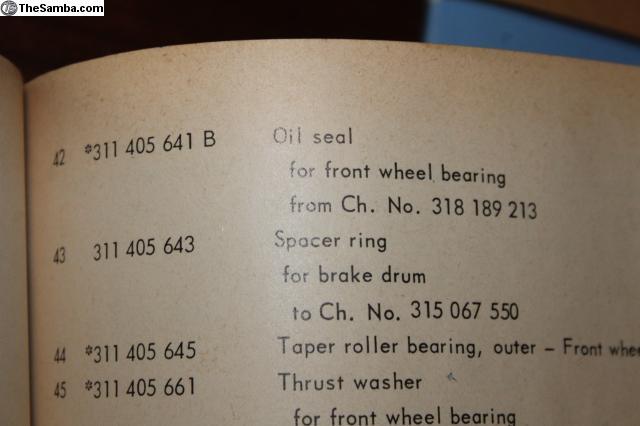 TheSamba.com
42 *311 405 641 B Oil seal
for front wheel bearing
from Ch. No. 318 189 213
43 311 405 643 Spacer ring
for brake drum
to Ch. No. 315 067 550
44 *311 405 645 Taper roller bearing, outer – Front
45 *311 405 661 Thrust washer
for front wheel bearing